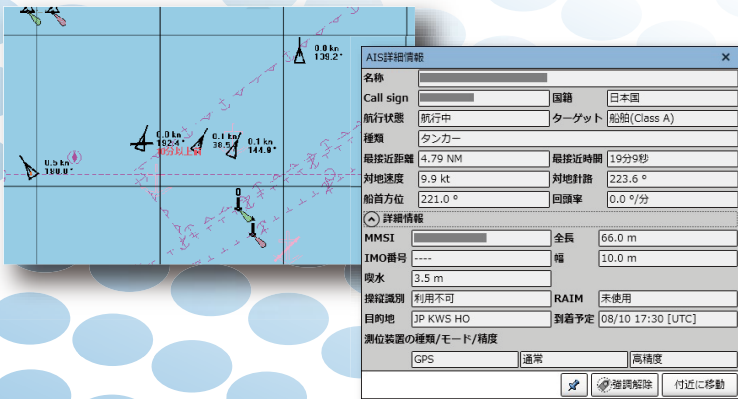 0.0 kn
139.2°
0.0 kn
192.4°
0.1 kn
38.5
0.1 kn
144.0°
0.5 kn
180.0°
AIS詳細情報 ×
名称
Call sign 国籍 日本国
航行状態 航行中 ターゲット 船舶(Class A)
種類 タンカー
最接近距離 4.79 NM 最接近時間 19分9秒
対地速度 9.9 kt 対地針路 223.6 °
船首方位 221.0 ° 回頭率 0.0 °/分
詳細情報
MMSI 全長 66.0 m
IMO番号 ---- 幅 10.0 m
喫水 3.5 m
操縦識別 利用不可 RAIM 未使用
目的地 JP KWS HO 到着予定 08/10 17:30 [UTC]
測位装置の種類/モード/精度
GPS 通常 高精度
強調解除 付近に移動